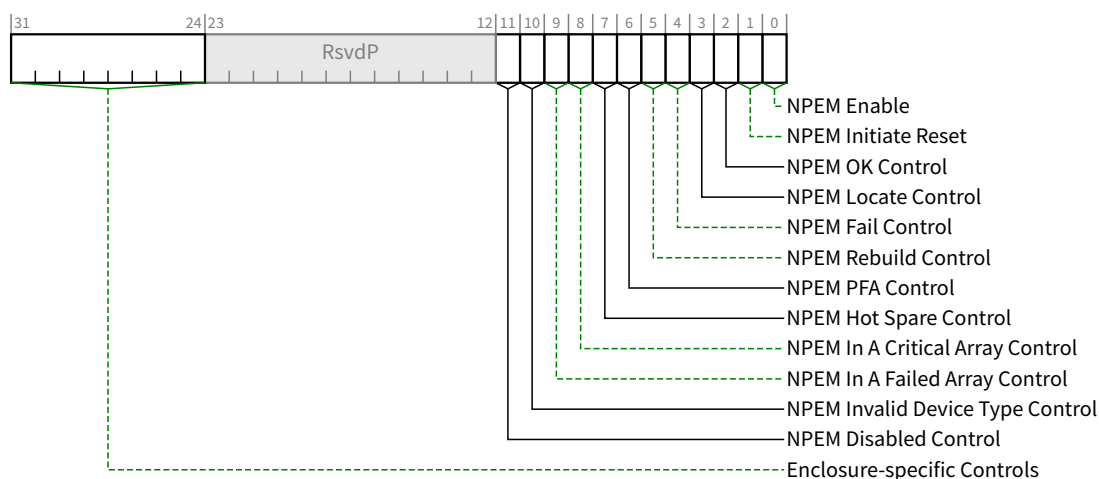 31 24 23 12 11 10 9 8 7 6 5 4 3 2 1 0
RsvdP
NPEM Enable
NPEM Initiate Reset
NPEM OK Control
NPEM Locate Control
NPEM Fail Control
NPEM Rebuild Control
NPEM PFA Control
NPEM Hot Spare Control
NPEM In A Critical Array Control
NPEM In A Failed Array Control
NPEM Invalid Device Type Control
NPEM Disabled Control
Enclosure-specific Controls